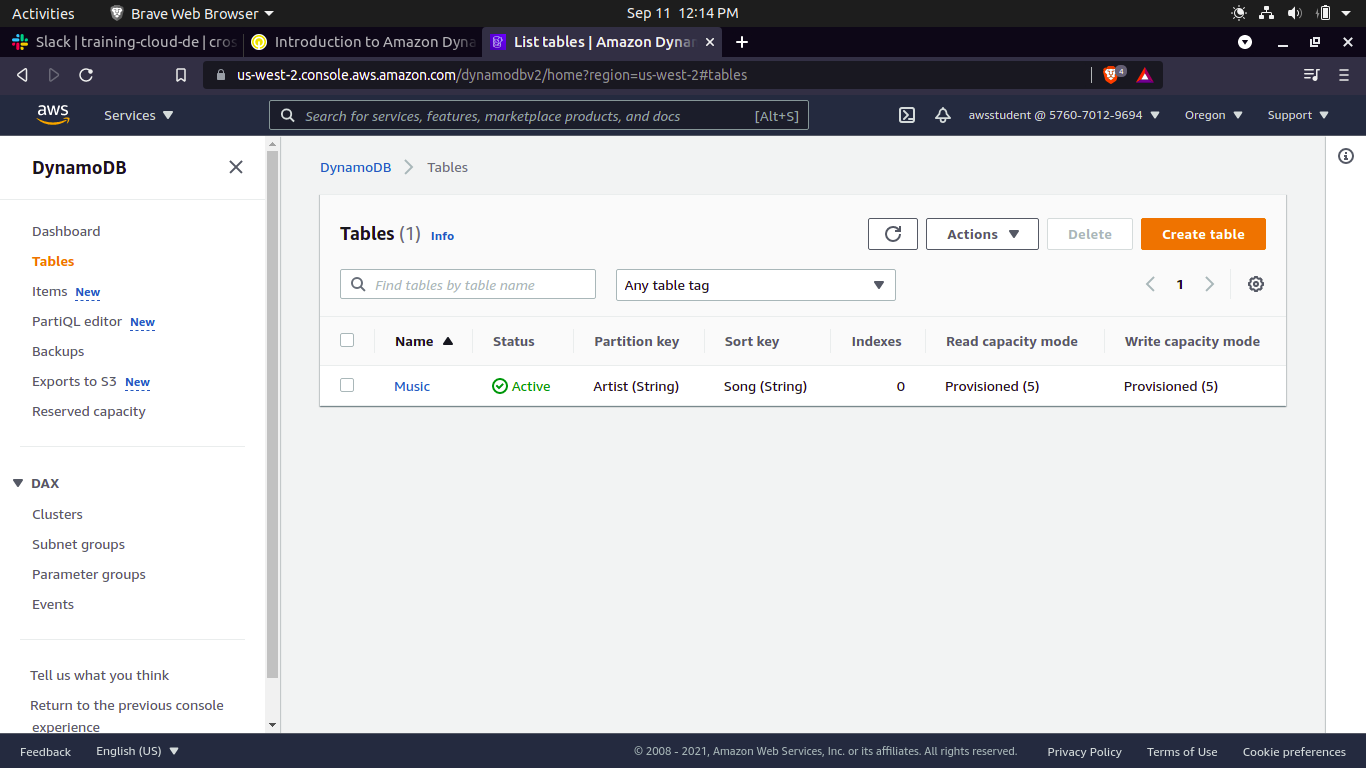 Activities Brave Web Browser Sep 11 12:14 PM
Slack | training-cloud-de | cros Introduction to Amazon Dyna List tables | Amazon Dynam
us-west-2.console.aws.amazon.com/dynamodbv2/home?region=us-west-2#tables 4
aws Services Search for services, features, marketplace products, and docs [Alt+S] awsstudent @ 5760-7012-9694 Oregon Support
DynamoDB
Dashboard
Tables
Items New
PartiQL editor New
Backups
Exports to S3 New
Reserved capacity
DAX
Clusters
Subnet groups
Parameter groups
Events
Tell us what you think
Return to the previous console
experience
DynamoDB Tables
Tables (1) Info Actions Delete Create table
Find tables by table name Any table tag 1
Name Status Partition key Sort key Indexes Read capacity mode Write capacity mode
Music Active Artist (String) Song (String) 0 Provisioned (5) Provisioned (5)
Feedback English (US) © 2008 - 2021, Amazon Web Services, Inc. or its affiliates. All rights reserved. Privacy Policy Terms of Use Cookie preferences